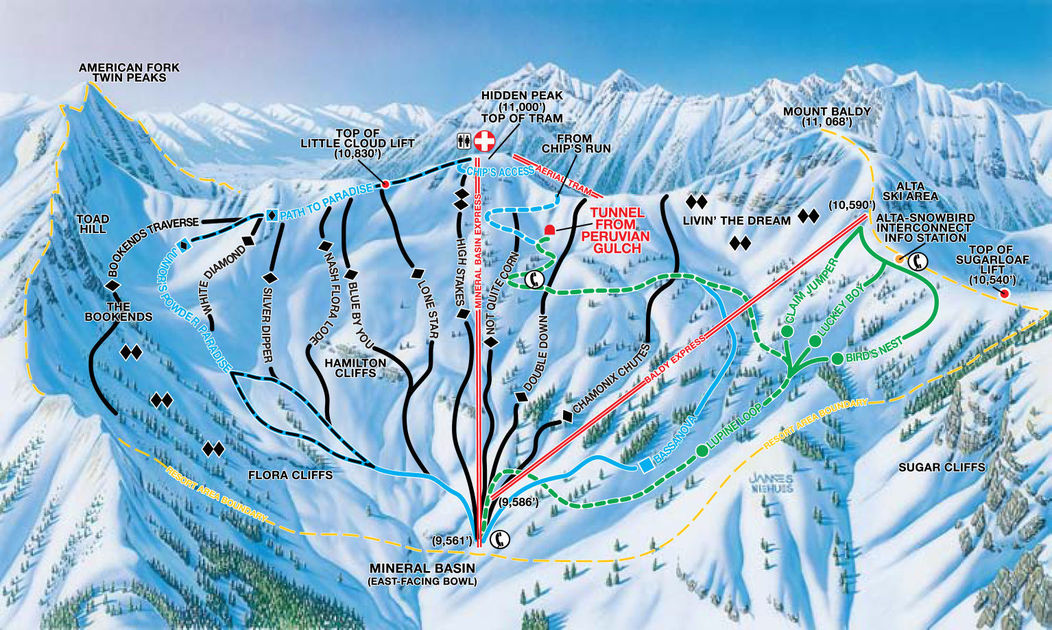 AMERICAN FORK
TWIN PEAKS
HIDDEN PEAK
(11,000')
TOP OF TRAM
MOUNT BALDY
(11, 068')
TOP OF
LITTLE CLOUD LIFT
(10,830')
FROM
CHIP'S RUN
CHIP'S ACCESS
AERIAL TRAM
ALTA
SKI AREA
(10,590')
PATH TO PARADISE
TUNNEL
FROM
PERUVIAN
GULCH
LIVIN' THE DREAM
ALTA-SNOWBIRD
INTERCONNECT
INFO STATION
TOAD
HILL
BOOKENDS TRAVERSE
TOP OF
SUGARLOAF
LIFT
(10,540')
WHITE DIAMOND
SILVER DIPPER
NASH FLORA LODE
BLUE BY YOU
LONE STAR
HIGH STAKES
MINERAL BASIN EXPRESS
NOT QUITE CORN
DOUBLE DOWN
CHAMONIX CHUTES
BALDY EXPRESS
CLAIM JUMPER
LUCKEY BOY
BIRD'S NEST
THE
BOOKENDS
POWDER PARADISE
HAMILTON
CLIFFS
BASSANOVA
LUPINE LOOP
RESORT AREA BOUNDARY
FLORA CLIFFS
SUGAR CLIFFS
RESORT AREA BOUNDARY
JAMES
NIEHUES
(9,586')
(9,561')
MINERAL BASIN
(EAST-FACING BOWL)